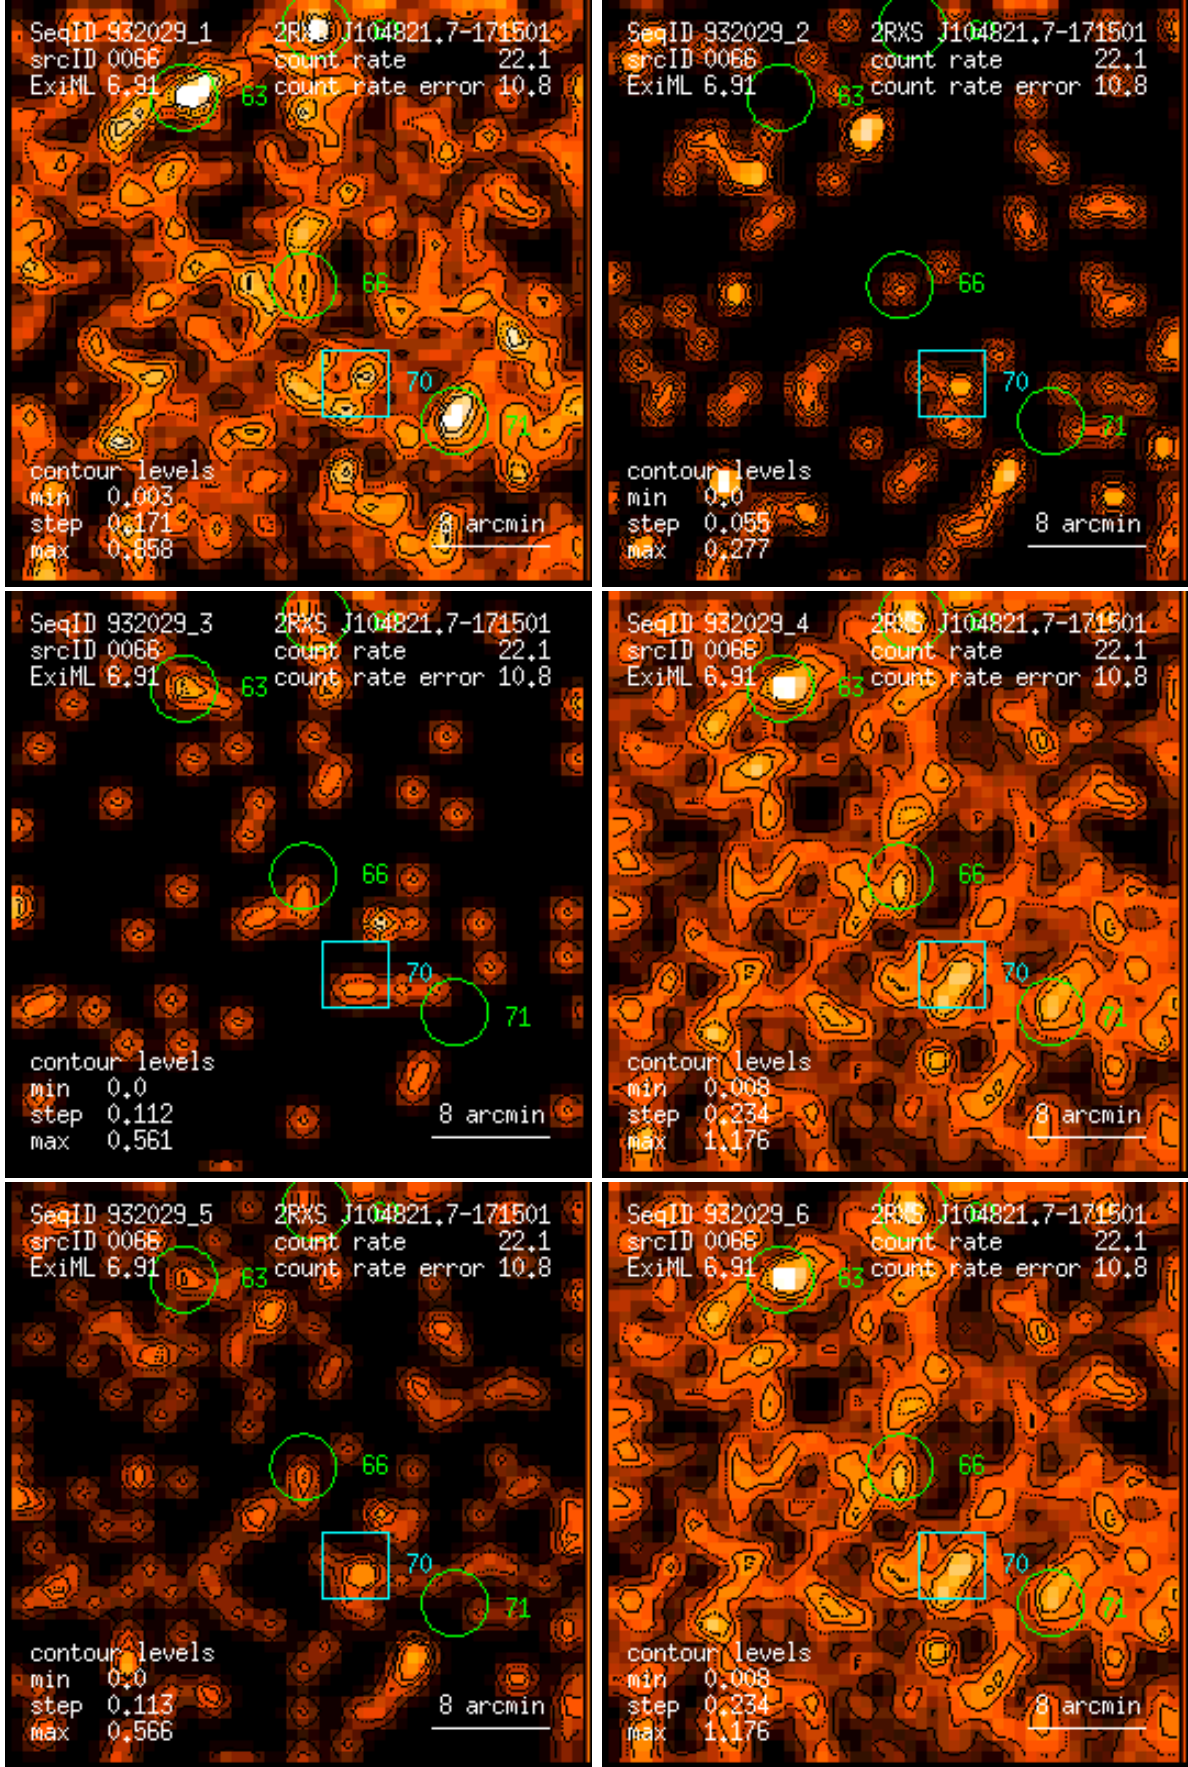 SeqID 932029_1 2RXS J104821.7-171501
srcID 0066 count rate 22.1
ExiML 6.91 63 count rate error 10.8
66
70
71
contour levels
min 0.003
step 0.171 8 arcmin
max 0.858
SeqID 932029_2 2RXS J104821.7-171501
srcID 0066 count rate 22.1
ExiML 6.91 63 count rate error 10.8
66
70
71
contour levels
min 0.0
step 0.055 8 arcmin
max 0.277
SeqID 932029_3 2RXS J104821.7-171501
srcID 0066 count rate 22.1
ExiML 6.91 63 count rate error 10.8
66
70
71
contour levels
min 0.0
step 0.112 8 arcmin
max 0.561
SeqID 932029_4 2RXS J104821.7-171501
srcID 0066 count rate 22.1
ExiML 6.91 63 count rate error 10.8
66
70
71
contour levels
min 0.008
step 0.234 8 arcmin
max 1.176
SeqID 932029_5 2RXS J104821.7-171501
srcID 0066 count rate 22.1
ExiML 6.91 63 count rate error 10.8
66
70
71
contour levels
min 0.0
step 0.113 8 arcmin
max 0.566
SeqID 932029_6 2RXS J104821.7-171501
srcID 0066 count rate 22.1
ExiML 6.91 63 count rate error 10.8
66
70
71
contour levels
min 0.008
step 0.234 8 arcmin
max 1.176